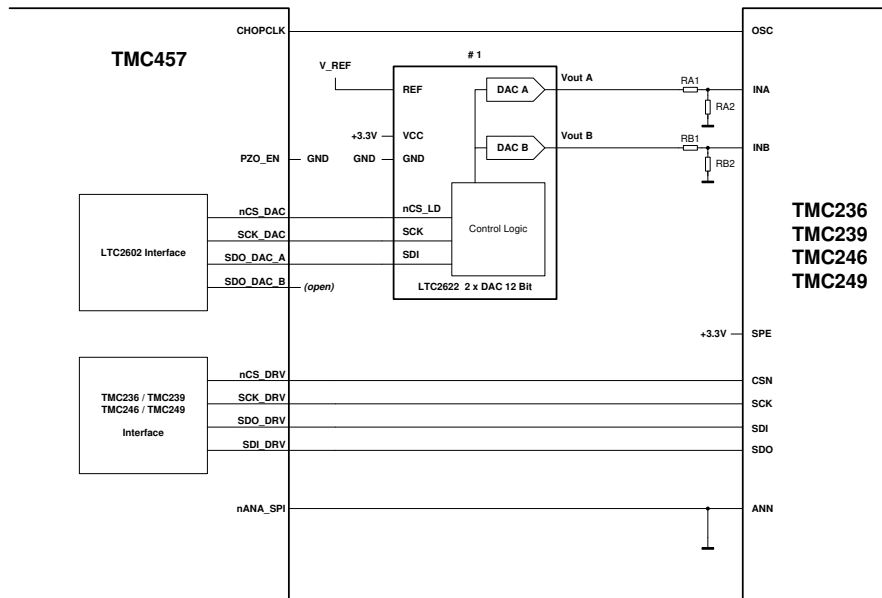 CHOPCLK
OSC
TMC457
# 1
V_REF
Vout A
RA1
REF
DAC A
INA
RA2
+3.3V
VCC
Vout B
RB1
DAC B
INB
PZO_EN
GND
GND
GND
RB2
nCS_DAC
nCS_LD
TMC236
TMC239
TMC246
TMC249
SCK_DAC
SCK
Control Logic
LTC2602 Interface
SDO_DAC_A
SDI
SDO_DAC_B
(open)
LTC2622 2 x DAC 12 Bit
+3.3V
SPE
nCS_DRV
CSN
TMC236 / TMC239
TMC246 / TMC249
Interface
SCK_DRV
SCK
SDO_DRV
SDI
SDI_DRV
SDO
nANA_SPI
ANN